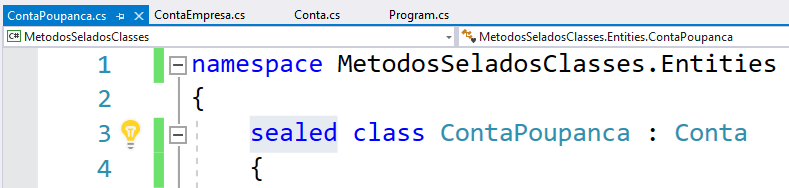 ContaPoupanca.cs ContaEmpresa.cs Conta.cs Program.cs
C# MetodosSeladosClasses MetodosSeladosClasses.Entities.ContaPoupanca
1 namespace MetodosSeladosClasses.Entities
2 {
3 sealed class ContaPoupanca : Conta
4 {